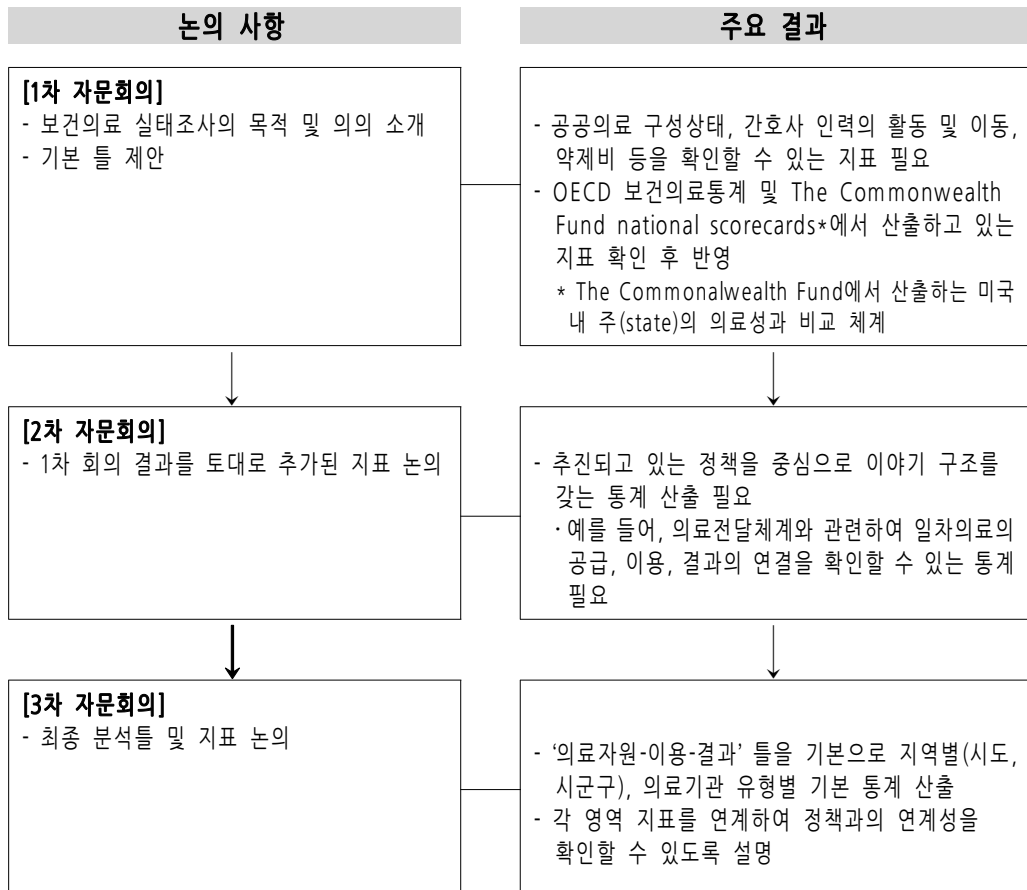 논의 사항
주요 결과
[1차 자문회의]
- 보건의료 실태조사의 목적 및 의의 소개
- 기본 틀 제안
- 공공의료 구성상태, 간호사 인력의 활동 및 이동,
약제비 등을 확인할 수 있는 지표 필요
- OECD 보건의료통계 및 The Commonwealth
Fund national scorecards*에서 산출하고 있는
지표 확인 후 반영
* The Commonalwealth Fund에서 산출하는 미국
내 주(state)의 의료성과 비교 체계
[2차 자문회의]
- 1차 회의 결과를 토대로 추가된 지표 논의
- 추진되고 있는 정책을 중심으로 이야기 구조를
갖는 통계 산출 필요
· 예를 들어, 의료전달체계와 관련하여 일차의료의
공급, 이용, 결과의 연결을 확인할 수 있는 통계
필요
[3차 자문회의]
- 최종 분석틀 및 지표 논의
- ‘의료자원-이용-결과’ 틀을 기본으로 지역별(시도,
시군구), 의료기관 유형별 기본 통계 산출
- 각 영역 지표를 연계하여 정책과의 연계성을
확인할 수 있도록 설명